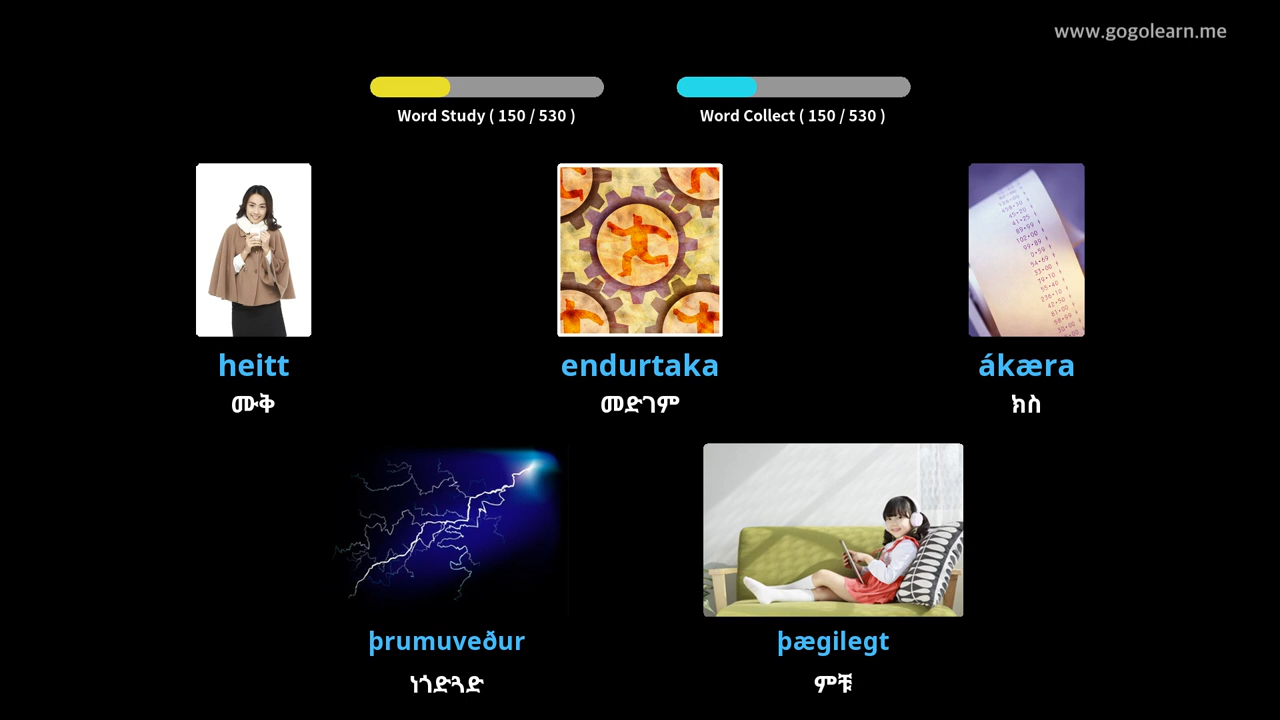 www.gogolearn.me
Word Study ( 150 / 530 )
Word Collect ( 150 / 530 )
heitt
ሙቅ
endurtaka
መድገም
ákæra
ክስ
þrumuveður
ነጎድጓድ
þægilegt
ምቹ